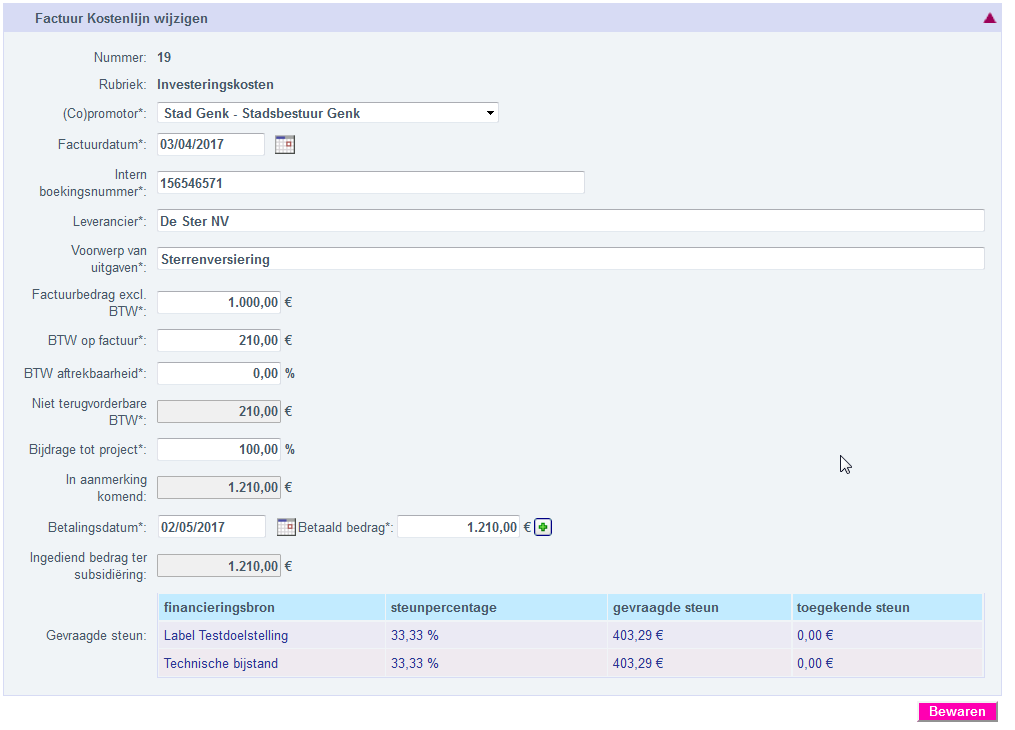 Factuur Kostenlijn wijzigen
Nummer: 19
Rubriek: Investeringskosten
(Co)promotor*: Stad Genk - Stadsbestuur Genk
Factuurdatum*: 03/04/2017
Intern
boekingsnummer*: 156546571
Leverancier*: De Ster NV
Voorwerp van
uitgaven*: Sterrenversiering
Factuurbedrag excl.
BTW*: 1.000,00 €
BTW op factuur*: 210,00 €
BTW aftrekbaarheid*: 0,00 %
Niet terugvorderbare
BTW*: 210,00 €
Bijdrage tot project*: 100,00 %
In aanmerking
komend: 1.210,00 €
Betalingsdatum*: 02/05/2017 Betaald bedrag*: 1.210,00 €
Ingediend bedrag ter
subsidiëring: 1.210,00 €
financieringsbron steunpercentage gevraagde steun toegekende steun
Gevraagde steun: Label Testdoelstelling 33,33 % 403,29 € 0,00 €
Technische bijstand 33,33 % 403,29 € 0,00 €
Bewaren